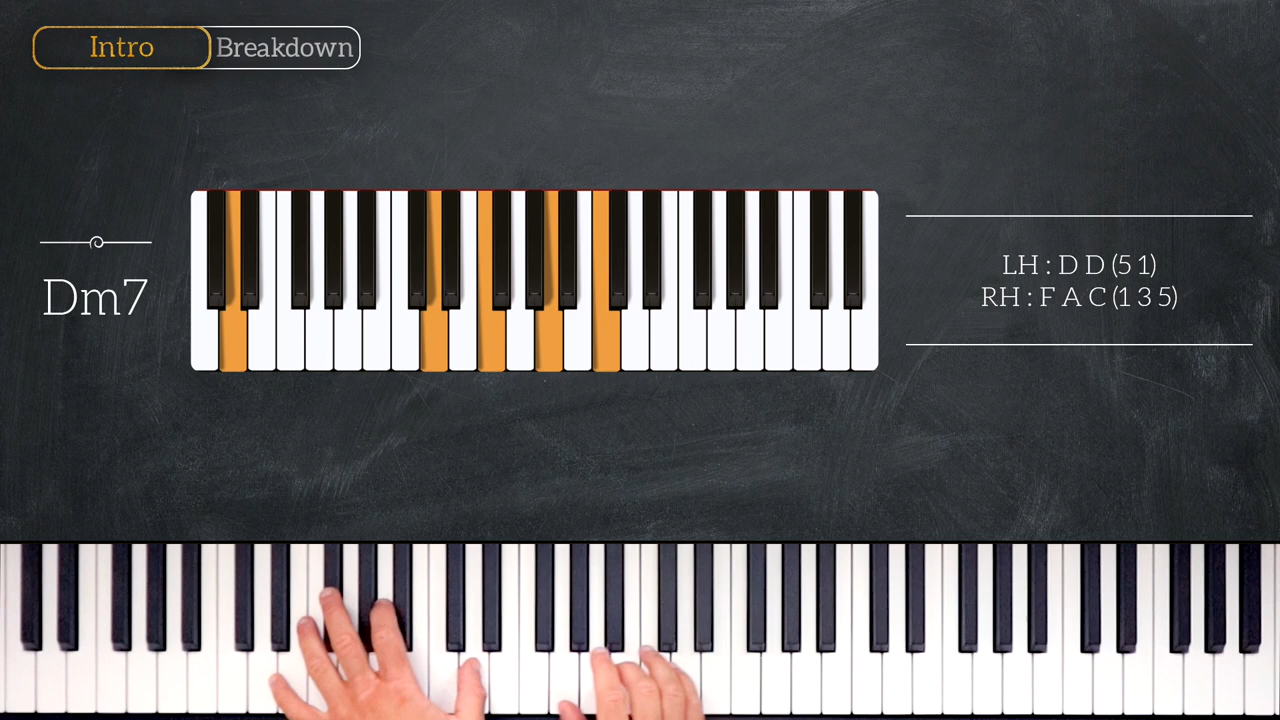 Intro
Breakdown
Dm7
LH : D D (5 1)
RH : F A C (1 3 5)